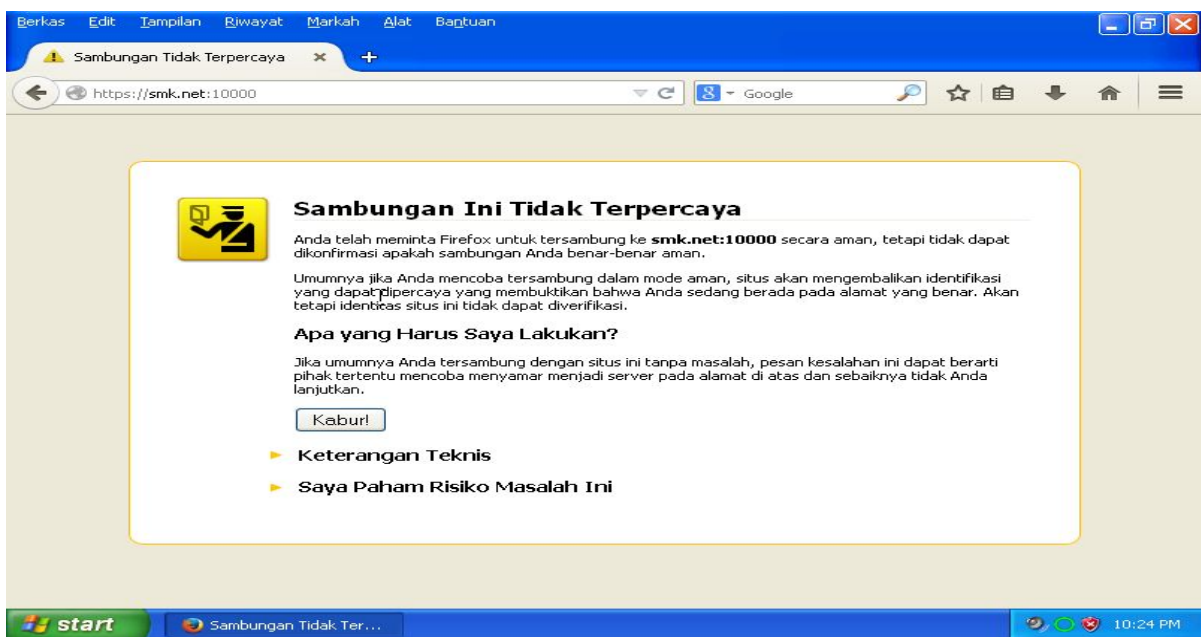 Berkas Edit Tampilan Riwayat Markah Alat Bantuan
Sambungan Tidak Terpercaya
https://smk.net:10000
Google
Sambungan Ini Tidak Terpercaya
Anda telah meminta Firefox untuk tersambung ke smk.net:10000 secara aman, tetapi tidak dapat
dikonfirmasi apakah sambungan Anda benar-benar aman.
Umumnya jika Anda mencoba tersambung dalam mode aman, situs akan mengembalikan identifikasi
yang dapat dipercaya yang membuktikan bahwa Anda sedang berada pada alamat yang benar. Akan
tetapi identitas situs ini tidak dapat diverifikasi.
Apa yang Harus Saya Lakukan?
Jika umumnya Anda tersambung dengan situs ini tanpa masalah, pesan kesalahan ini dapat berarti
pihak tertentu mencoba menyamar menjadi server pada alamat di atas dan sebaiknya tidak Anda
lanjutkan.
Kabur!
Keterangan Teknis
Saya Paham Risiko Masalah Ini
start
Sambungan Tidak Ter...
10:24 PM